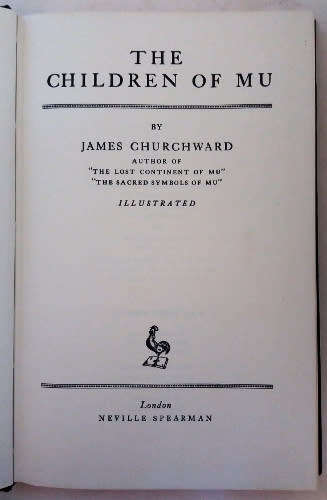 THE
CHILDREN OF MU
BY
JAMES CHURCHWARD
AUTHOR OF
"THE LOST CONTINENT OF MU"
"THE SACRED SYMBOLS OF MU"
ILLUSTRATED
London
NEVILLE SPEARMAN